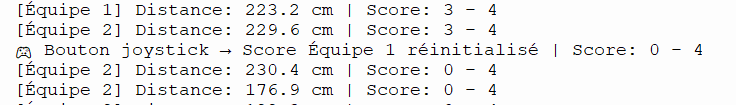 [Équipe 1] Distance: 223.2 cm | Score: 3 - 4
[Équipe 2] Distance: 229.6 cm | Score: 3 - 4
🎮 Bouton joystick → Score Équipe 1 réinitialisé | Score: 0 - 4
[Équipe 2] Distance: 230.4 cm | Score: 0 - 4
[Équipe 2] Distance: 176.9 cm | Score: 0 - 4